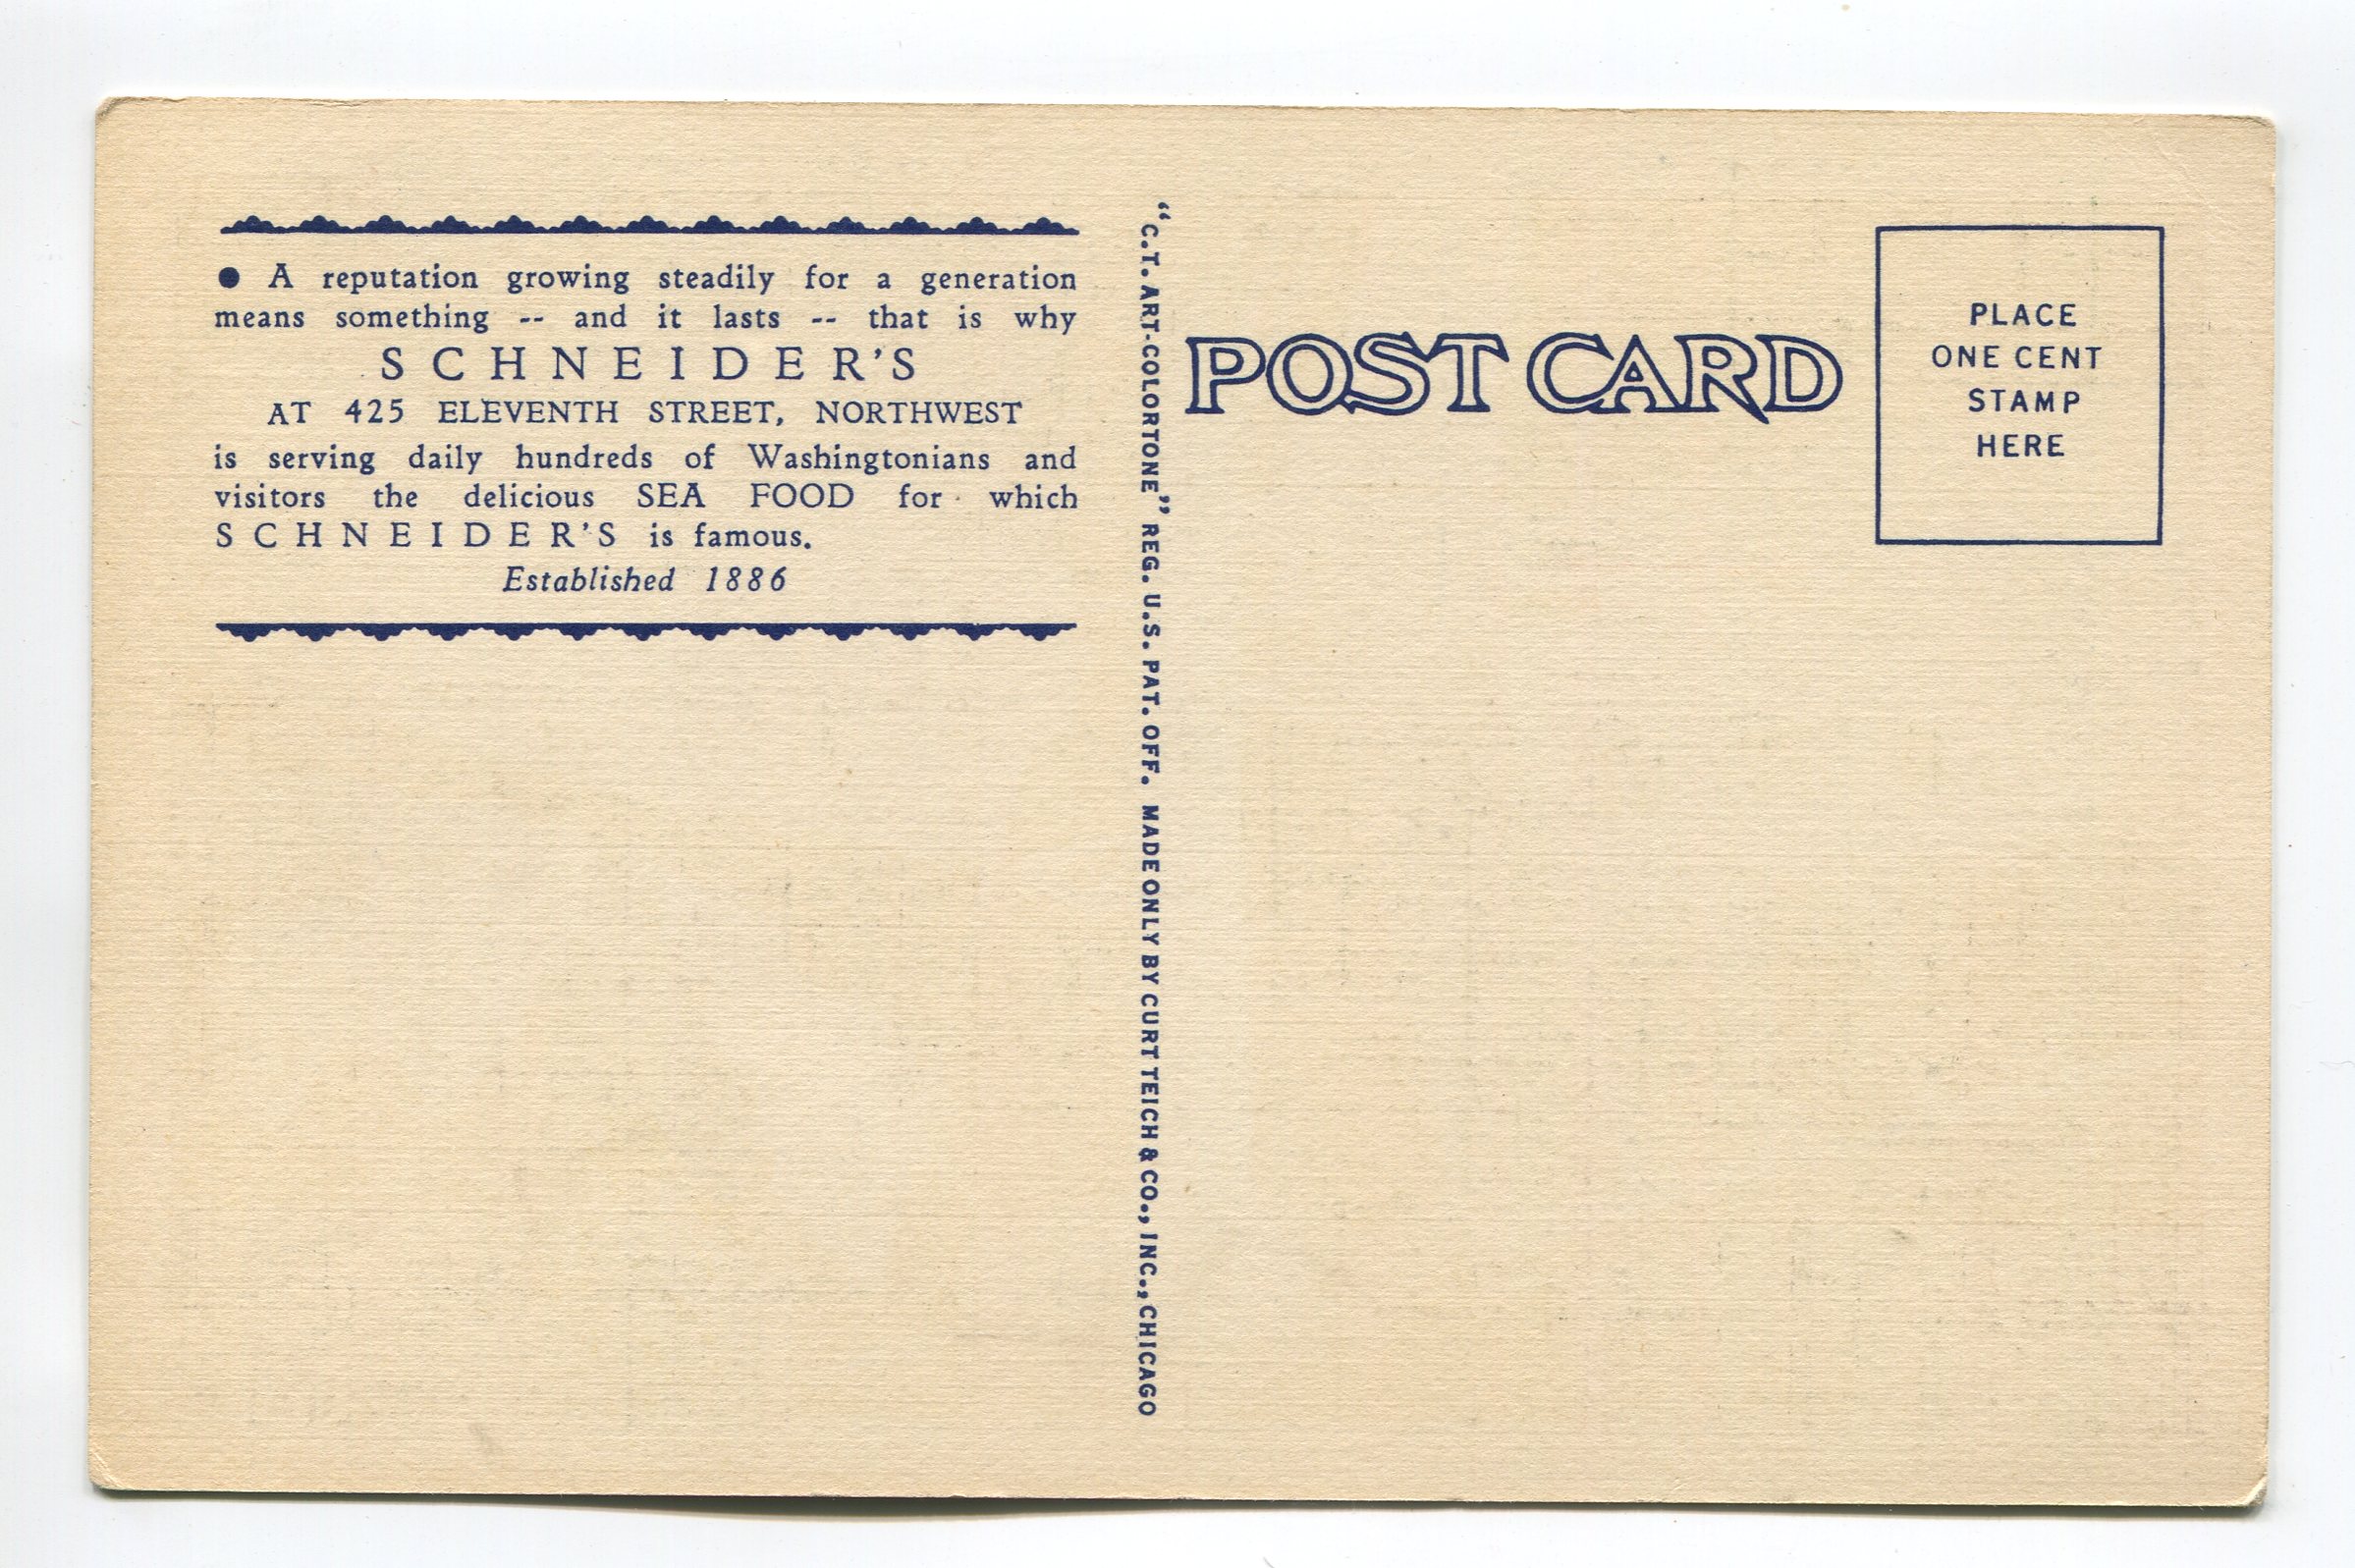 ● A reputation growing steadily for a generation
means something -- and it lasts -- that is why
SCHNEIDER'S
AT 425 ELEVENTH STREET, NORTHWEST
is serving daily hundreds of Washingtonians and
visitors the delicious SEA FOOD for which
SCHNEIDER'S is famous.
Established 1886
"C.T. ART-COLORTONE" REG. U.S. PAT. OFF. MADE ONLY BY CURT TEICH & CO., INC., CHICAGO
POST CARD
PLACE
ONE CENT
STAMP
HERE